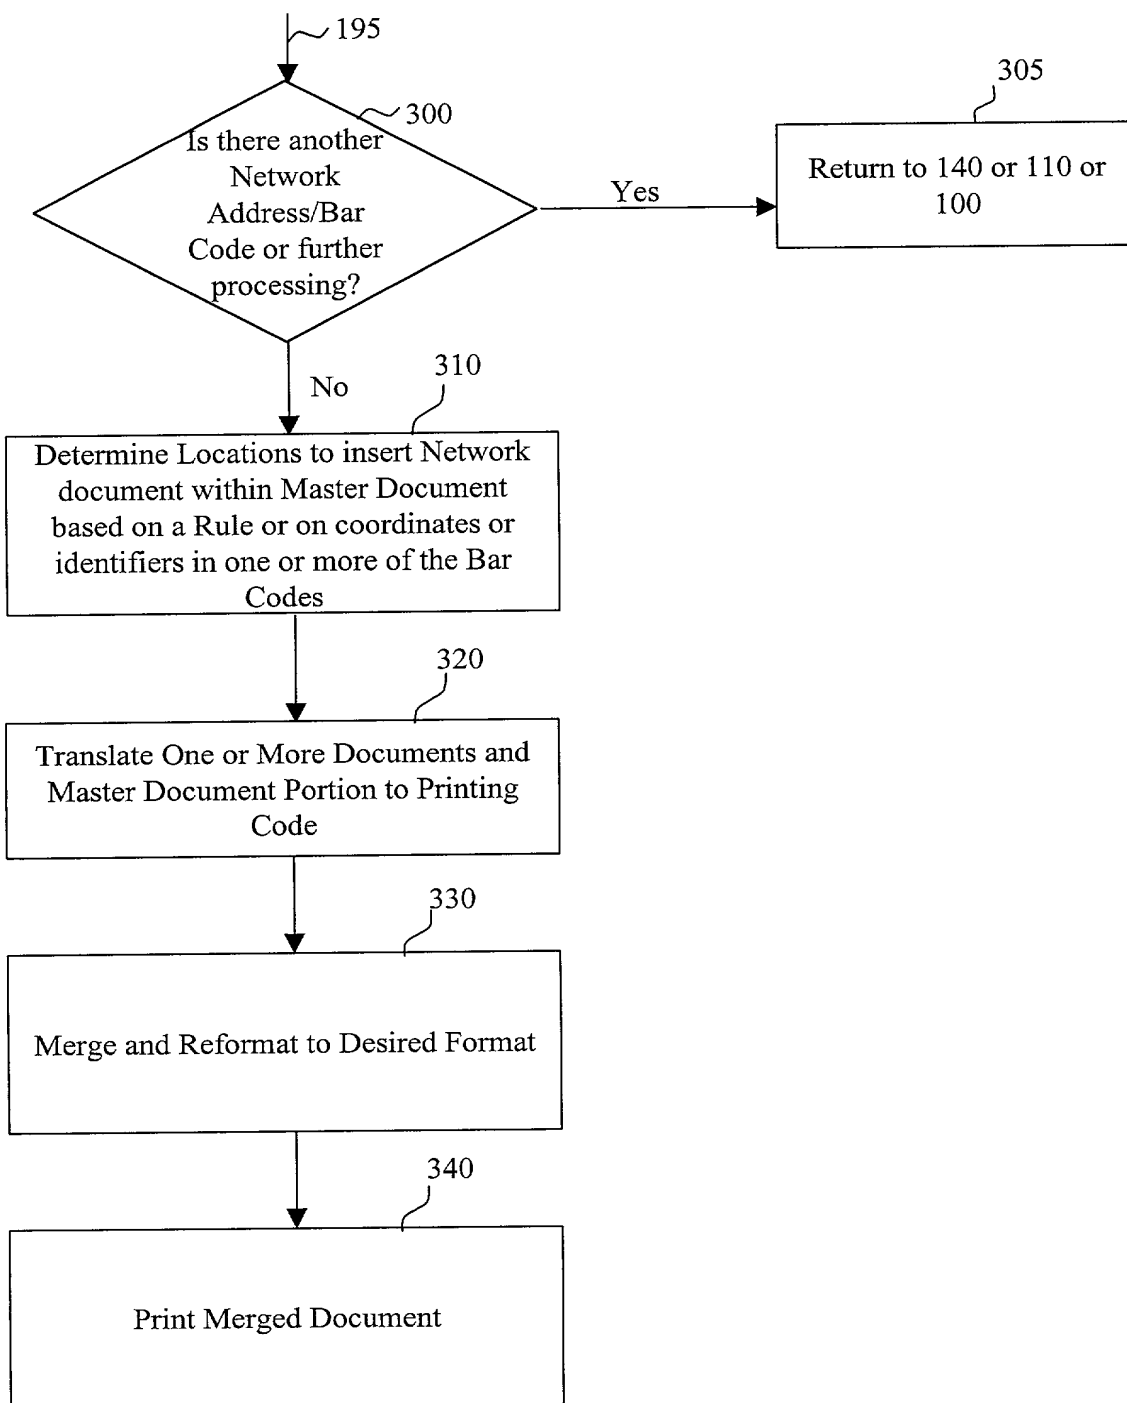 195
300
Is there another
Network
Address/Bar
Code or further
processing?
Yes
305
Return to 140 or 110 or
100
No
310
Determine Locations to insert Network
document within Master Document
based on a Rule or on coordinates or
identifiers in one or more of the Bar
Codes
320
Translate One or More Documents and
Master Document Portion to Printing
Code
330
Merge and Reformat to Desired Format
340
Print Merged Document